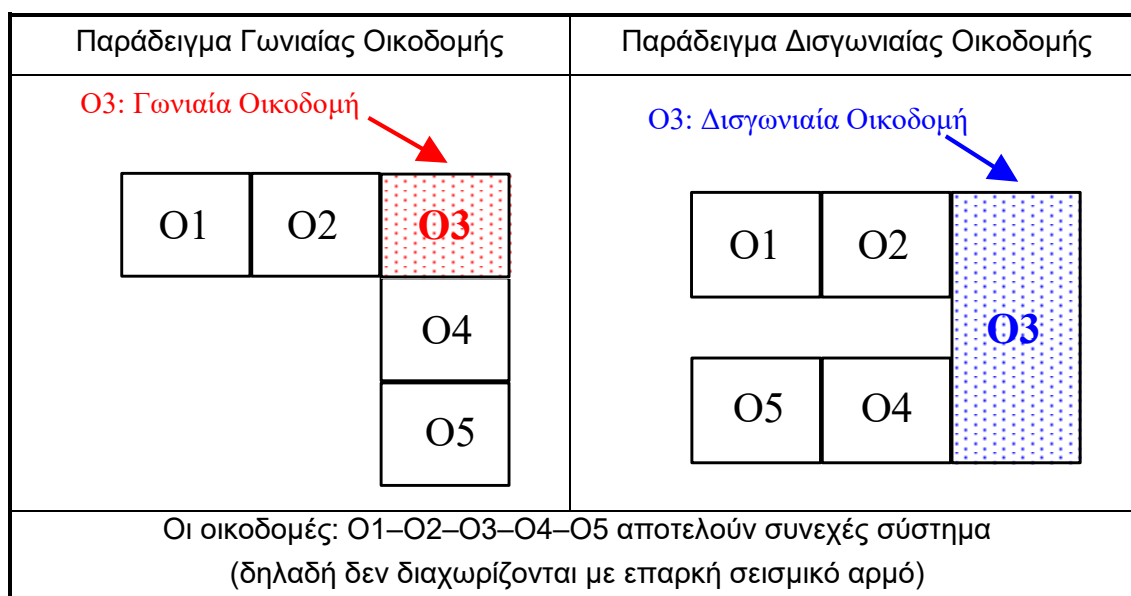 Παράδειγμα Γωνιαίας Οικοδομής
Ο3: Γωνιαία Οικοδομή
Ο1 Ο2 Ο3
Ο4
Ο5
Παράδειγμα Δισγωνιαίας Οικοδομής
Ο3: Δισγωνιαία Οικοδομή
Ο1 Ο2
Ο3
Ο5 Ο4
Οι οικοδομές: Ο1–Ο2–Ο3–Ο4–Ο5 αποτελούν συνεχές σύστημα
(δηλαδή δεν διαχωρίζονται με επαρκή σεισμικό αρμό)